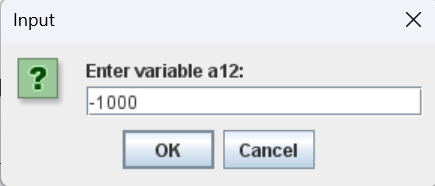 Input
?
Enter variable a12:
-1000
OK Cancel